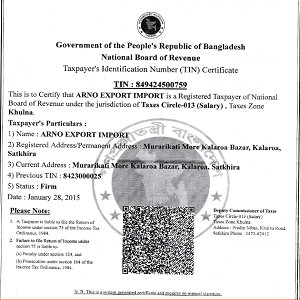 Government of the People's Republic of Bangladesh
National Board of Revenue
Taxpayer's Identification Number (TIN) Certificate
TIN : 849424500759
This is to Certify that ARNO EXPORT IMPORT is a Registered Taxpayer of National
Board of Revenue under the jurisdiction of Taxes Circle-013 (Salary) , Taxes Zone
Khulna.
Taxpayer's Particulars :
1) Name : ARNO EXPORT IMPORT
2) Registered Address/Permanent Address : Murarikati More Kalaroa Bazar, Kalaroa,
Satkhira
3) Current Address : Murarikati More Kalaroa Bazar, Kalaroa, Satkhira
4) Previous TIN : 8423000025
5) Status : Firm
Date : January 28, 2015
Please Note:
1. A Taxpayer is liable to file the Return of
Income under section 75 of the Income Tax
Ordinance, 1984.
2. Failure to file Return of Income under
section 75 is liable to-
(a) Penalty under section 124; and
(b) Prosecution under section 164 of the
Income Tax Ordinance, 1984.
Deputy Commissioner of Taxes
Taxes Circle-013 (Salary)
Taxes Zone Khulna
Address : Khulna Road,
Satkhira Phone : 0471-62412
N. B. This is a system generated certificate and requires no manual signature.